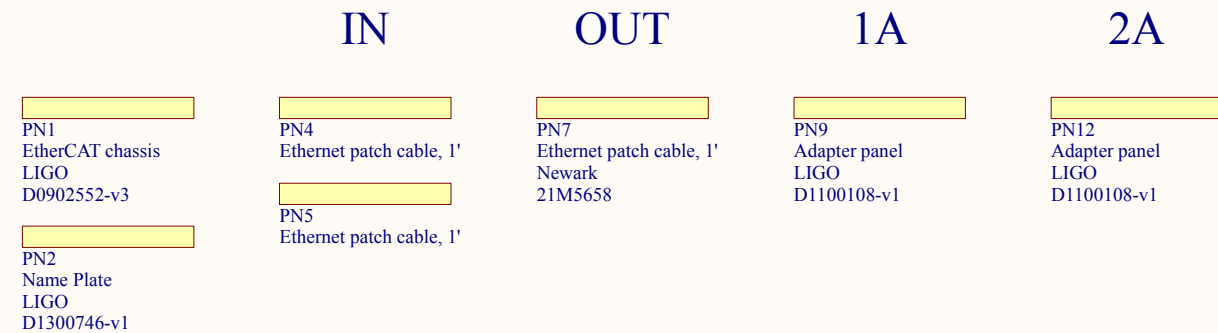 IN
OUT
1A
2A
PN1
EtherCAT chassis
LIGO
D0902552-v3
PN2
Name Plate
LIGO
D1300746-v1
PN4
Ethernet patch cable, 1'
PN5
Ethernet patch cable, 1'
PN7
Ethernet patch cable, 1'
Newark
21M5658
PN9
Adapter panel
LIGO
D1100108-v1
PN12
Adapter panel
LIGO
D1100108-v1